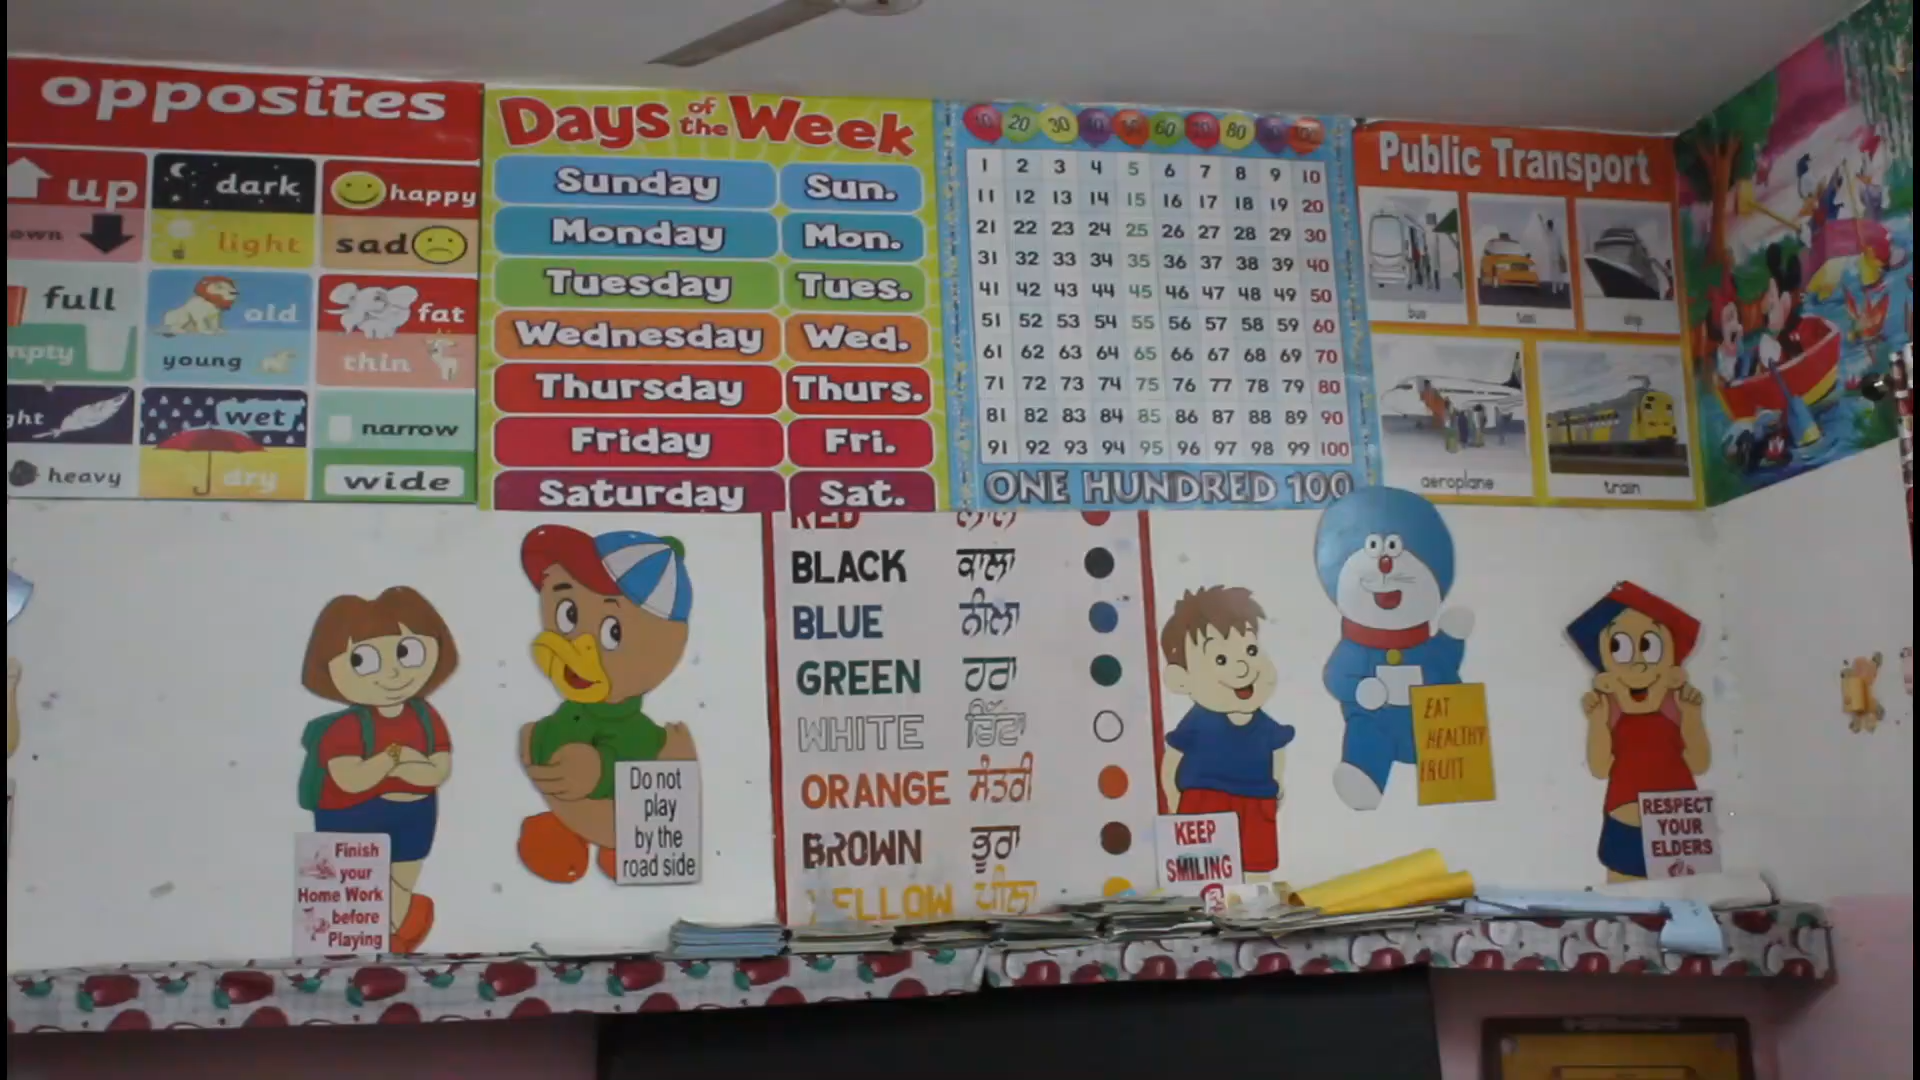 opposites
up
dark
happy
light
sad
full
old
fat
young
thin
wet
narrow
heavy
dry
wide
Days of the Week
Sunday Sun.
Monday Mon.
Tuesday Tues.
Wednesday Wed.
Thursday Thurs.
Friday Fri.
Saturday Sat.
20 30 60 80
1 2 3 4 5 6 7 8 9 10
11 12 13 14 15 16 17 18 19 20
21 22 23 24 25 26 27 28 29 30
31 32 33 34 35 36 37 38 39 40
41 42 43 44 45 46 47 48 49 50
51 52 53 54 55 56 57 58 59 60
61 62 63 64 65 66 67 68 69 70
71 72 73 74 75 76 77 78 79 80
81 82 83 84 85 86 87 88 89 90
91 92 93 94 95 96 97 98 99 100
ONE HUNDRED 100
Public Transport
bus taxi ship
aeroplane train
RED ਲਾਲ
BLACK ਕਾਲਾ
BLUE ਨੀਲਾ
GREEN ਹਰਾ
WHITE ਚਿੱਟਾ
ORANGE ਸੰਤਰੀ
BROWN ਭੂਰਾ
YELLOW ਪੀਲਾ
Finish
your
Home Work
before
Playing
Do not
play
by the
road side
KEEP
SMILING
EAT
HEALTHY
FRUIT
RESPECT
YOUR
ELDERS